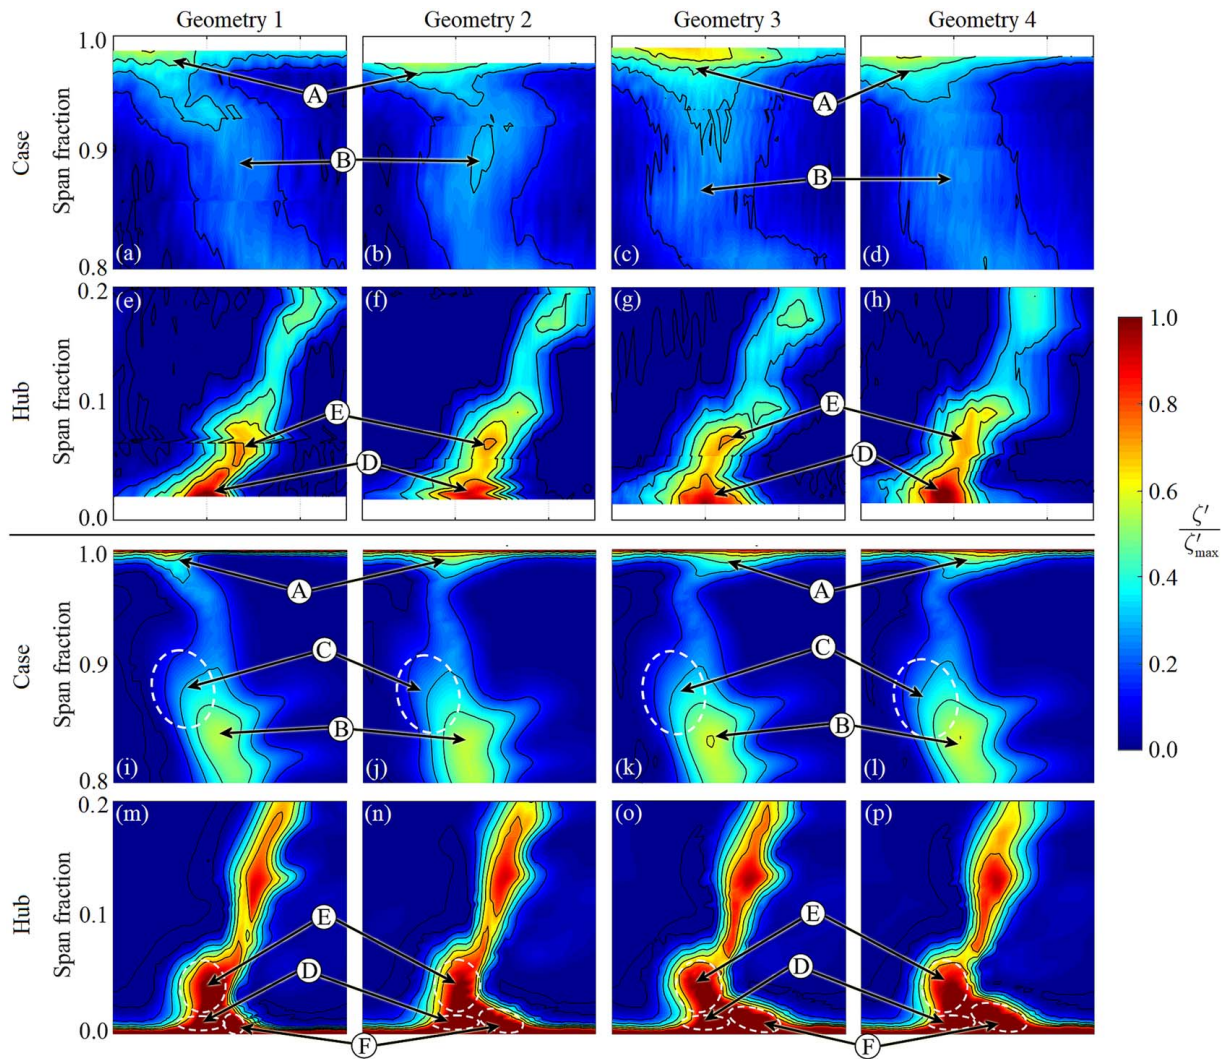 Geometry 1 Geometry 2 Geometry 3 Geometry 4
Case
Span fraction
1.0
0.9
0.8
A A
B B
(a) (b) (c) (d)
Hub
Span fraction
0.2
0.1
0.0
(e) (f) (g) (h)
E E
D D
1.0
0.8
0.6
0.4
0.2
0.0
ζ′
ζ′max
Case
Span fraction
1.0
0.9
0.8
A A
C C
B B
(i) (j) (k) (l)
Hub
Span fraction
0.2
0.1
0.0
(m) (n) (o) (p)
E E
D D
F F